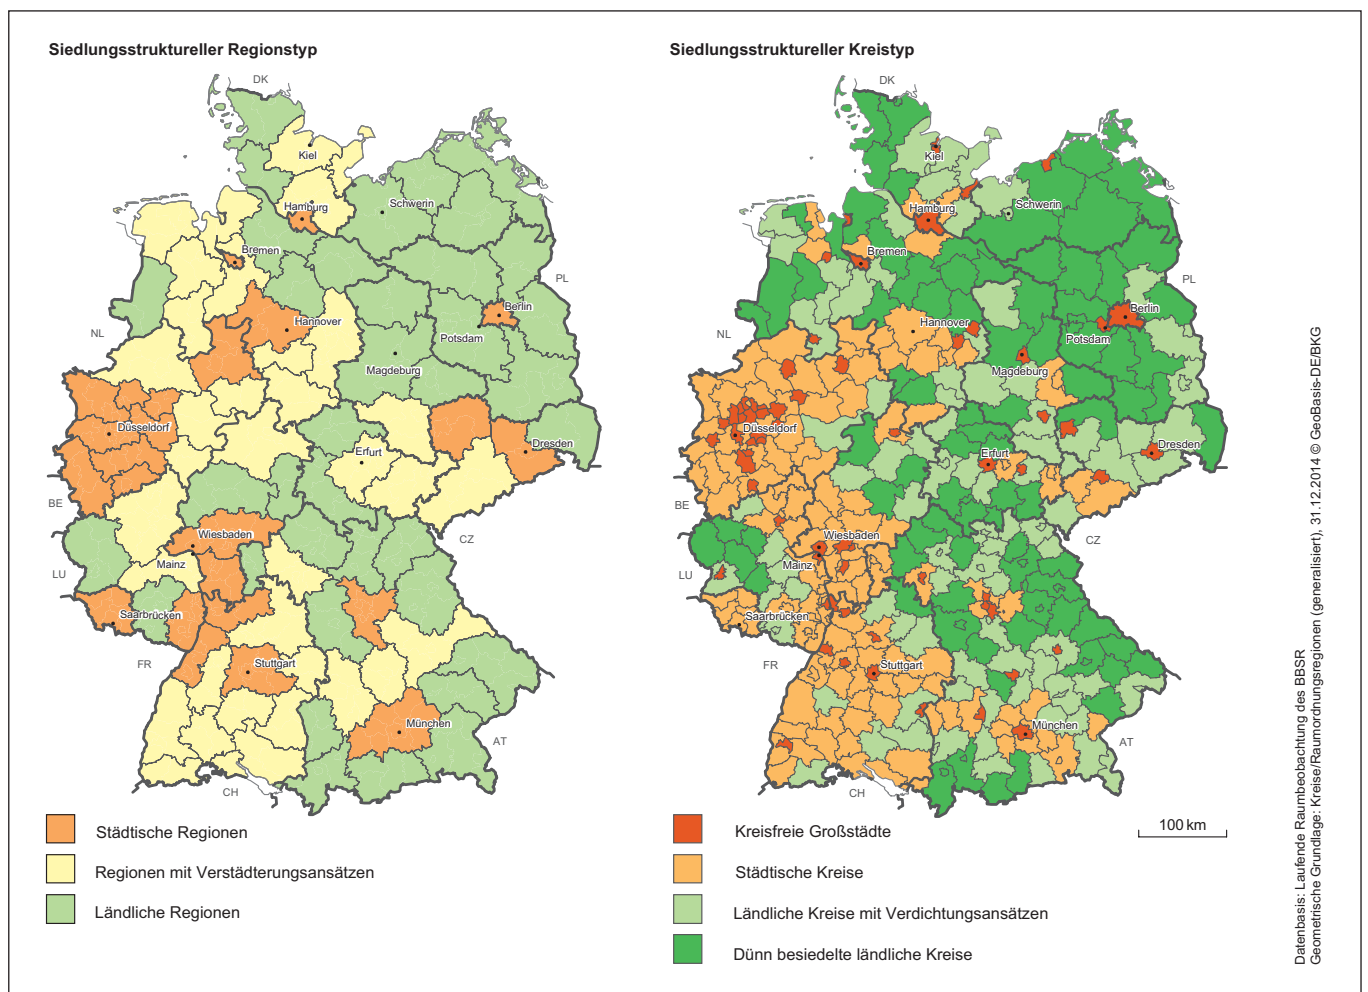 Siedlungsstruktureller Regionstyp
DK
Kiel
Hamburg
Schwerin
Bremen
PL
Berlin
Hannover
NL
Potsdam
Magdeburg
Düsseldorf
Dresden
Erfurt
BE
Wiesbaden
CZ
Mainz
LU
Saarbrücken
FR
Stuttgart
München
AT
CH
Städtische Regionen
Regionen mit Verstädterungsansätzen
Ländliche Regionen
Siedlungsstruktureller Kreistyp
DK
Kiel
Schwerin
Hamburg
Bremen
PL
Berlin
Hannover
NL
Potsdam
Magdeburg
Düsseldorf
Dresden
Erfurt
BE
Wiesbaden
CZ
Mainz
LU
Saarbrücken
FR
Stuttgart
München
AT
CH
100 km
Kreisfreie Großstädte
Städtische Kreise
Ländliche Kreise mit Verdichtungsansätzen
Dünn besiedelte ländliche Kreise
Datenbasis: Laufende Raumbeobachtung des BBSR
Geometrische Grundlage: Kreise/Raumordnungsregionen (generalisiert), 31.12.2014 © GeoBasis-DE/BKG